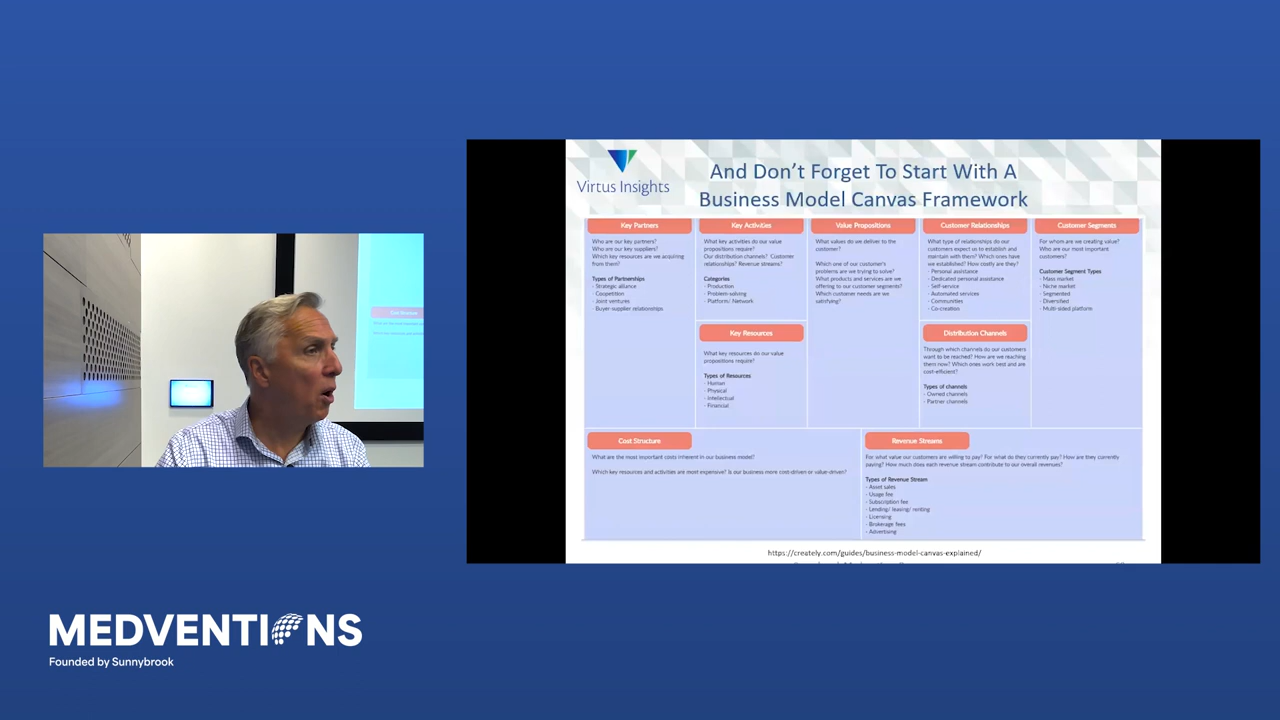 Virtus Insights
And Don't Forget To Start With A
Business Model Canvas Framework
Key Partners
Who are our key partners?
Who are our key suppliers?
Which key resources are we acquiring
from them?
Types of Partnerships
- Strategic alliance
- Coopetition
- Joint ventures
- Buyer-supplier relationships
Key Activities
What key activities do our value
propositions require?
Our distribution channels? Customer
relationships? Revenue streams?
Categories
- Production
- Problem-solving
- Platform/ Network
Key Resources
What key resources do our value
propositions require?
Types of Resources
- Human
- Physical
- Intellectual
- Financial
Value Propositions
What values do we deliver to the
customer?
Which one of our customer's
problems are we trying to solve?
What products and services are we
offering to our customer segments?
Which customer needs are we
satisfying?
Customer Relationships
What type of relationships do our
customers expect us to establish and
maintain with them? Which ones have
we established? How costly are they?
- Personal assistance
- Dedicated personal assistance
- Self-service
- Automated services
- Communities
- Co-creation
Distribution Channels
Through which channels do our customers
want to be reached? How are we reaching
them now? Which ones work best and are
cost-efficient?
Types of channels
- Owned channels
- Partner channels
Customer Segments
For whom are we creating value?
Who are our most important
customers?
Customer Segment Types
- Mass market
- Niche market
- Segmented
- Diversified
- Multi-sided platform
Cost Structure
What are the most important costs inherent in our business model?
Which key resources and activities are most expensive? Is our business more cost-driven or value-driven?
Revenue Streams
For what value our customers are willing to pay? For what do they currently pay? How are they currently
paying? How much does each revenue stream contribute to our overall revenues?
Types of Revenue Stream
- Asset sales
- Usage fee
- Subscription fee
- Lending/ leasing/ renting
- Licensing
- Brokerage fees
- Advertising
https://creately.com/guides/business-model-canvas-explained/
Cost Structure
MEDVENTIONS
Founded by Sunnybrook